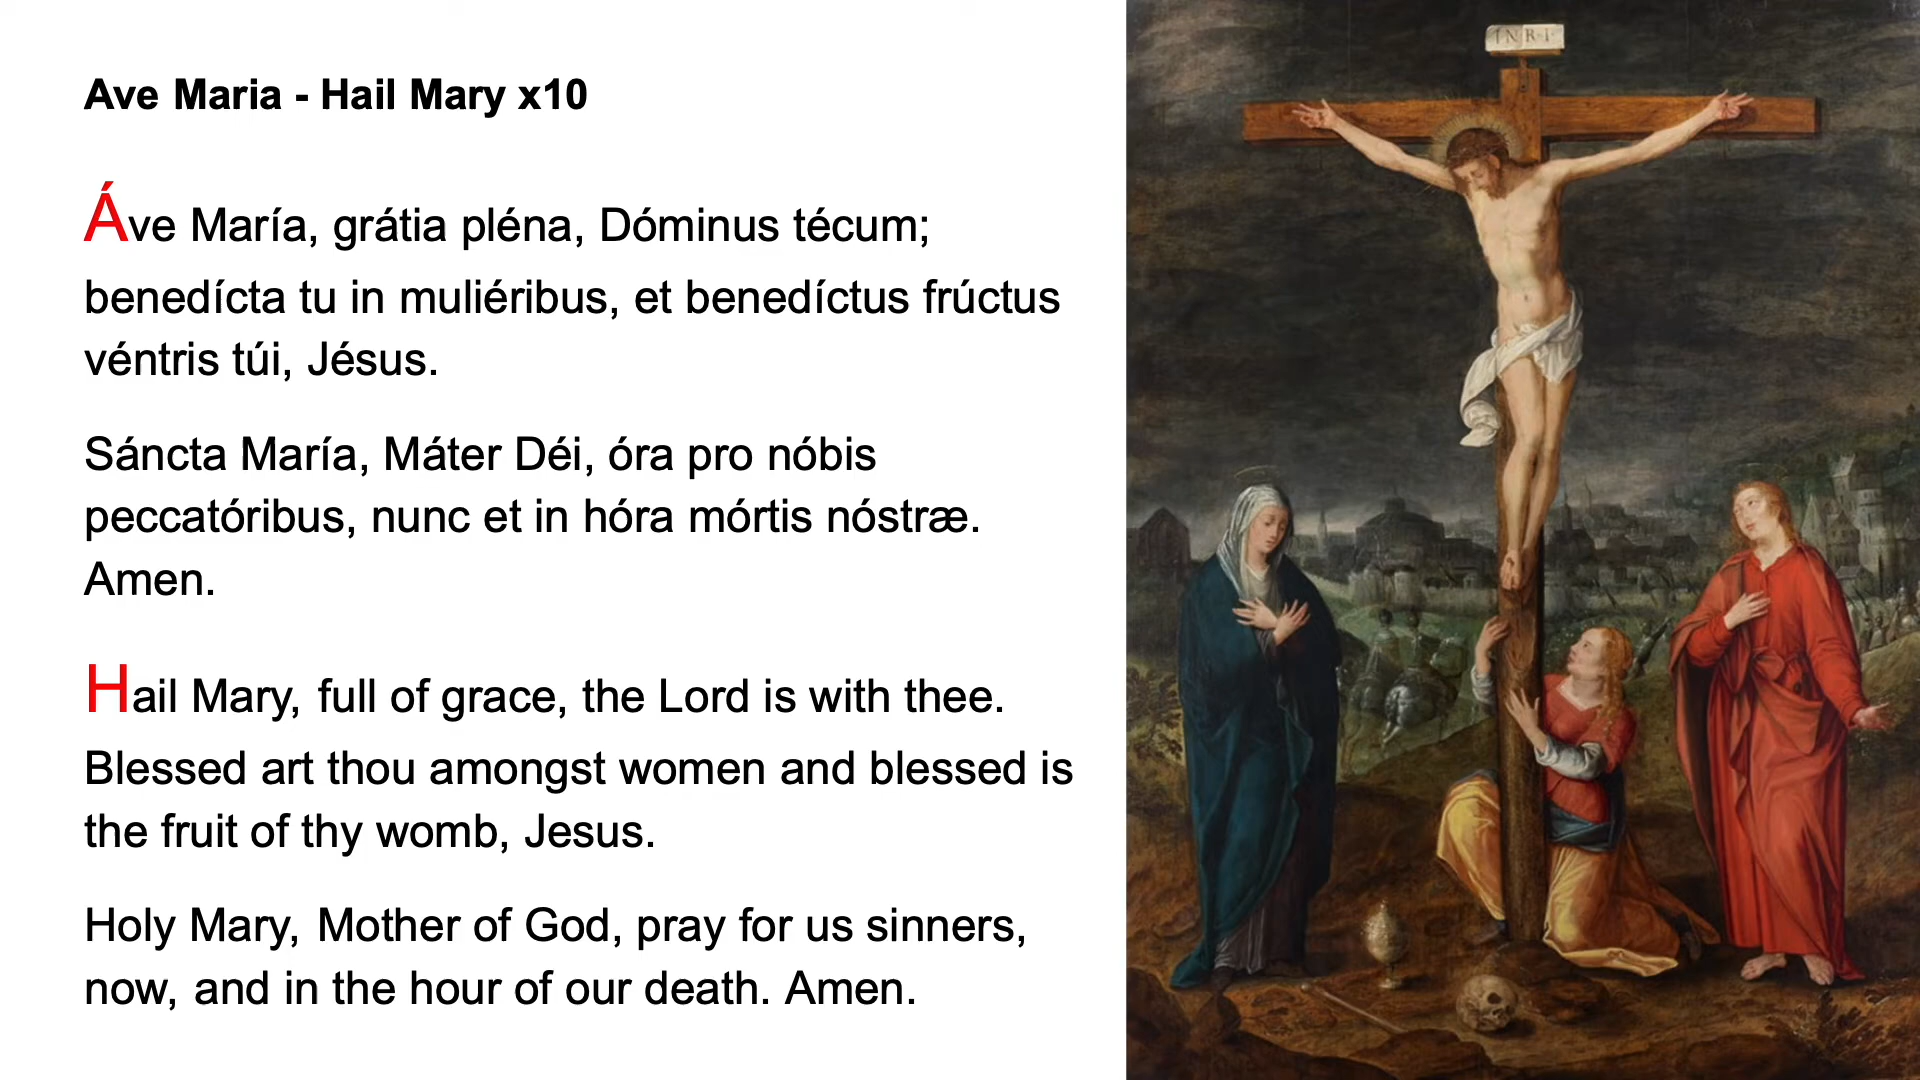 Ave Maria - Hail Mary x10
Áve María, grátia pléna, Dóminus técum;
benedícta tu in muliéribus, et benedíctus frúctus
véntris túi, Jésus.
Sáncta María, Máter Déi, óra pro nóbis
peccatóribus, nunc et in hóra mórtis nóstræ.
Amen.
Hail Mary, full of grace, the Lord is with thee.
Blessed art thou amongst women and blessed is
the fruit of thy womb, Jesus.
Holy Mary, Mother of God, pray for us sinners,
now, and in the hour of our death. Amen.
INRI